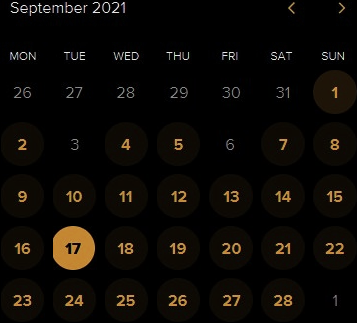 September 2021
MON TUE WED THU FRI SAT SUN
26 27 28 29 30 31 1
2 3 4 5 6 7 8
9 10 11 12 13 14 15
16 17 18 19 20 21 22
23 24 25 26 27 28 1